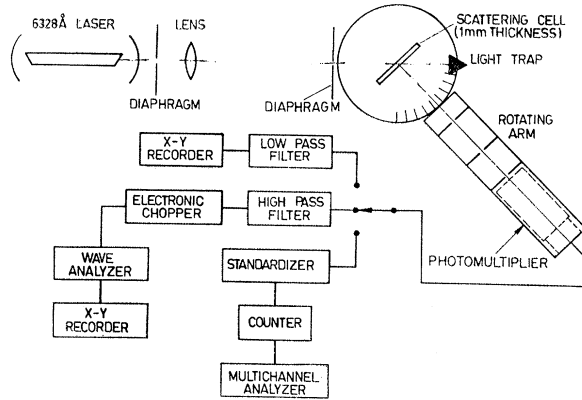 6328Å LASER
LENS
SCATTERING CELL
(1mm THICKNESS)
LIGHT TRAP
DIAPHRAGM
DIAPHRAGM
ROTATING
ARM
X-Y
RECORDER
LOW PASS
FILTER
ELECTRONIC
CHOPPER
HIGH PASS
FILTER
WAVE
ANALYZER
STANDARDIZER
PHOTOMULTIPLIER
X-Y
RECORDER
COUNTER
MULTICHANNEL
ANALYZER